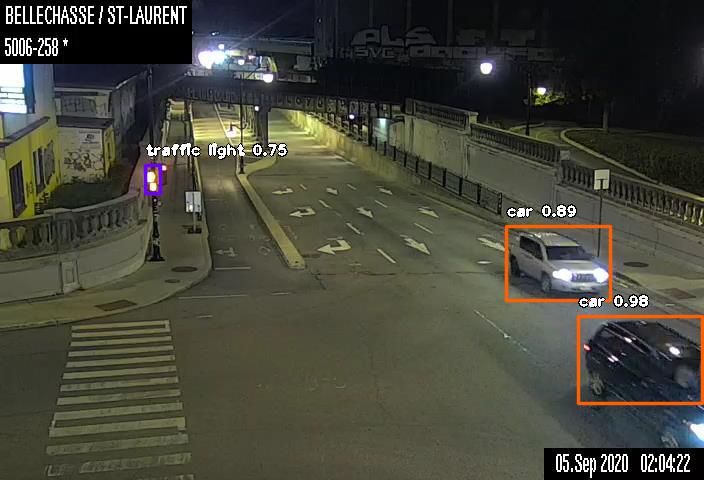 BELLECHASSE / ST-LAURENT
5006-258 *
traffic light 0.75
car 0.89
car 0.98
05.Sep 2020 02:04:22